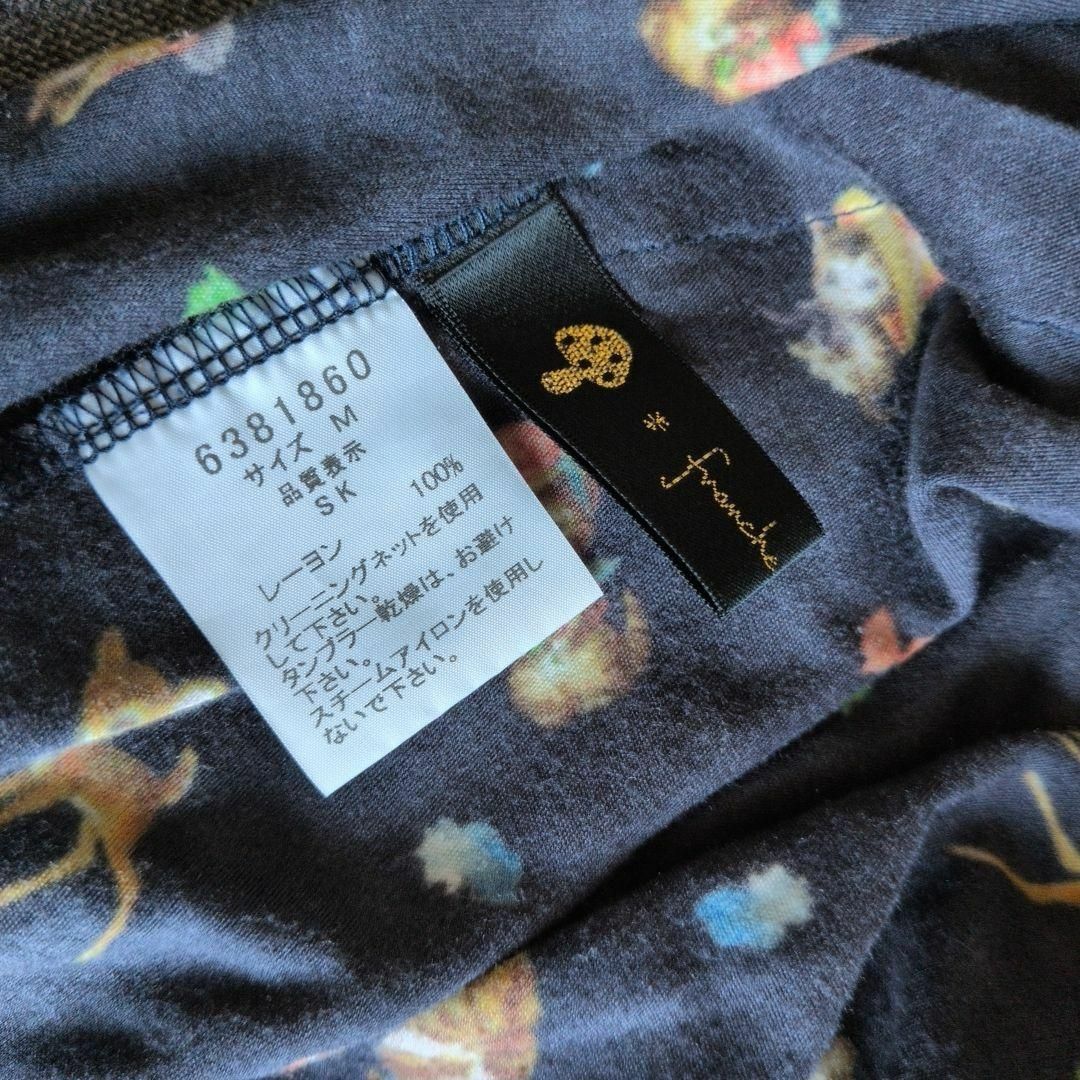 6381860
サイズ M
品質表示
SK
レーヨン 100%
クリーニングネットを使用
して下さい。
タンブラー乾燥は、お避け
下さい。
スチームアイロンを使用し
ないで下さい。
franche